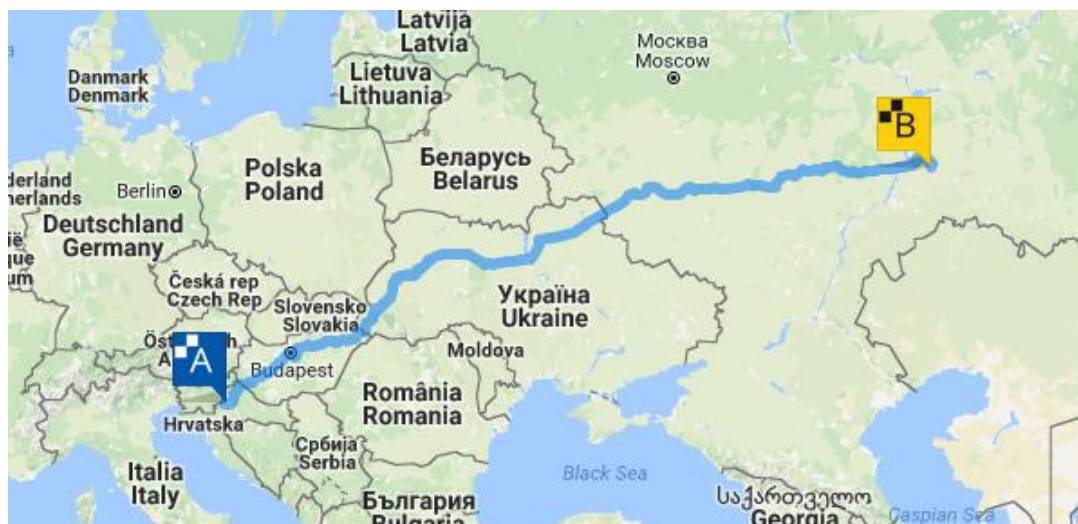 Latvija
Latvia
Москва
Moscow
Danmark
Denmark
Lietuva
Lithuania
B
Беларусь
Belarus
Polska
Poland
Berlin
Deutschland
Germany
Česká rep
Czech Rep
Slovensko
Slovakia
Україна
Ukraine
A
Budapest
Moldova
România
Romania
Hrvatska
Србија
Serbia
Italia
Italy
Black Sea
България
Bulgaria
საქართველო
Georgia
Caspian Sea